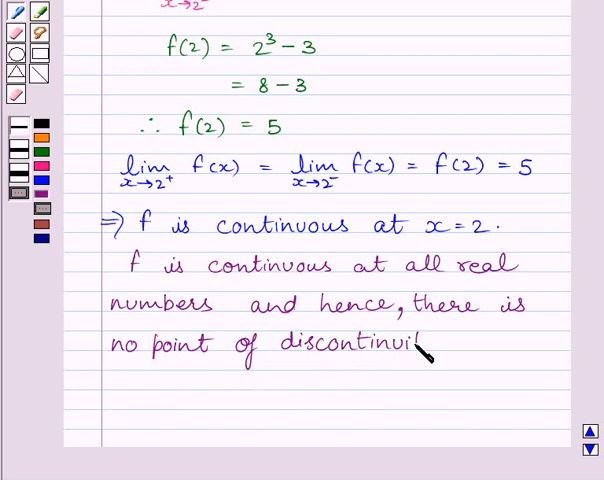 x→2⁻
f(2) = 2³ − 3
= 8 − 3
∴ f(2) = 5
lim x→2⁺ f(x) = lim x→2⁻ f(x) = f(2) = 5
⇒ f is continuous at x = 2.
f is continuous at all real
numbers and hence, there is
no point of discontinui